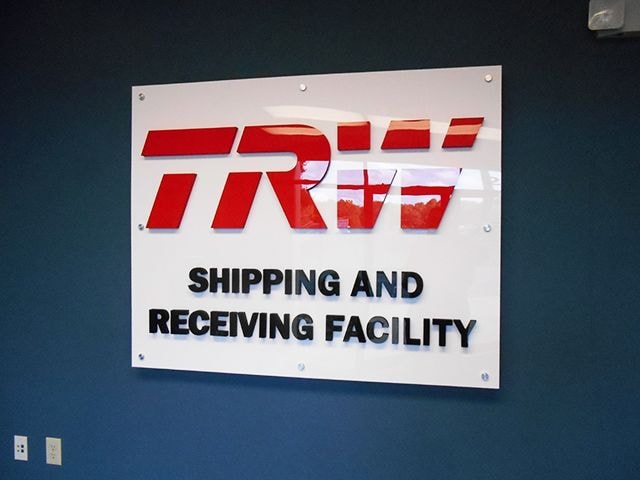 TRW
SHIPPING AND
RECEIVING FACILITY